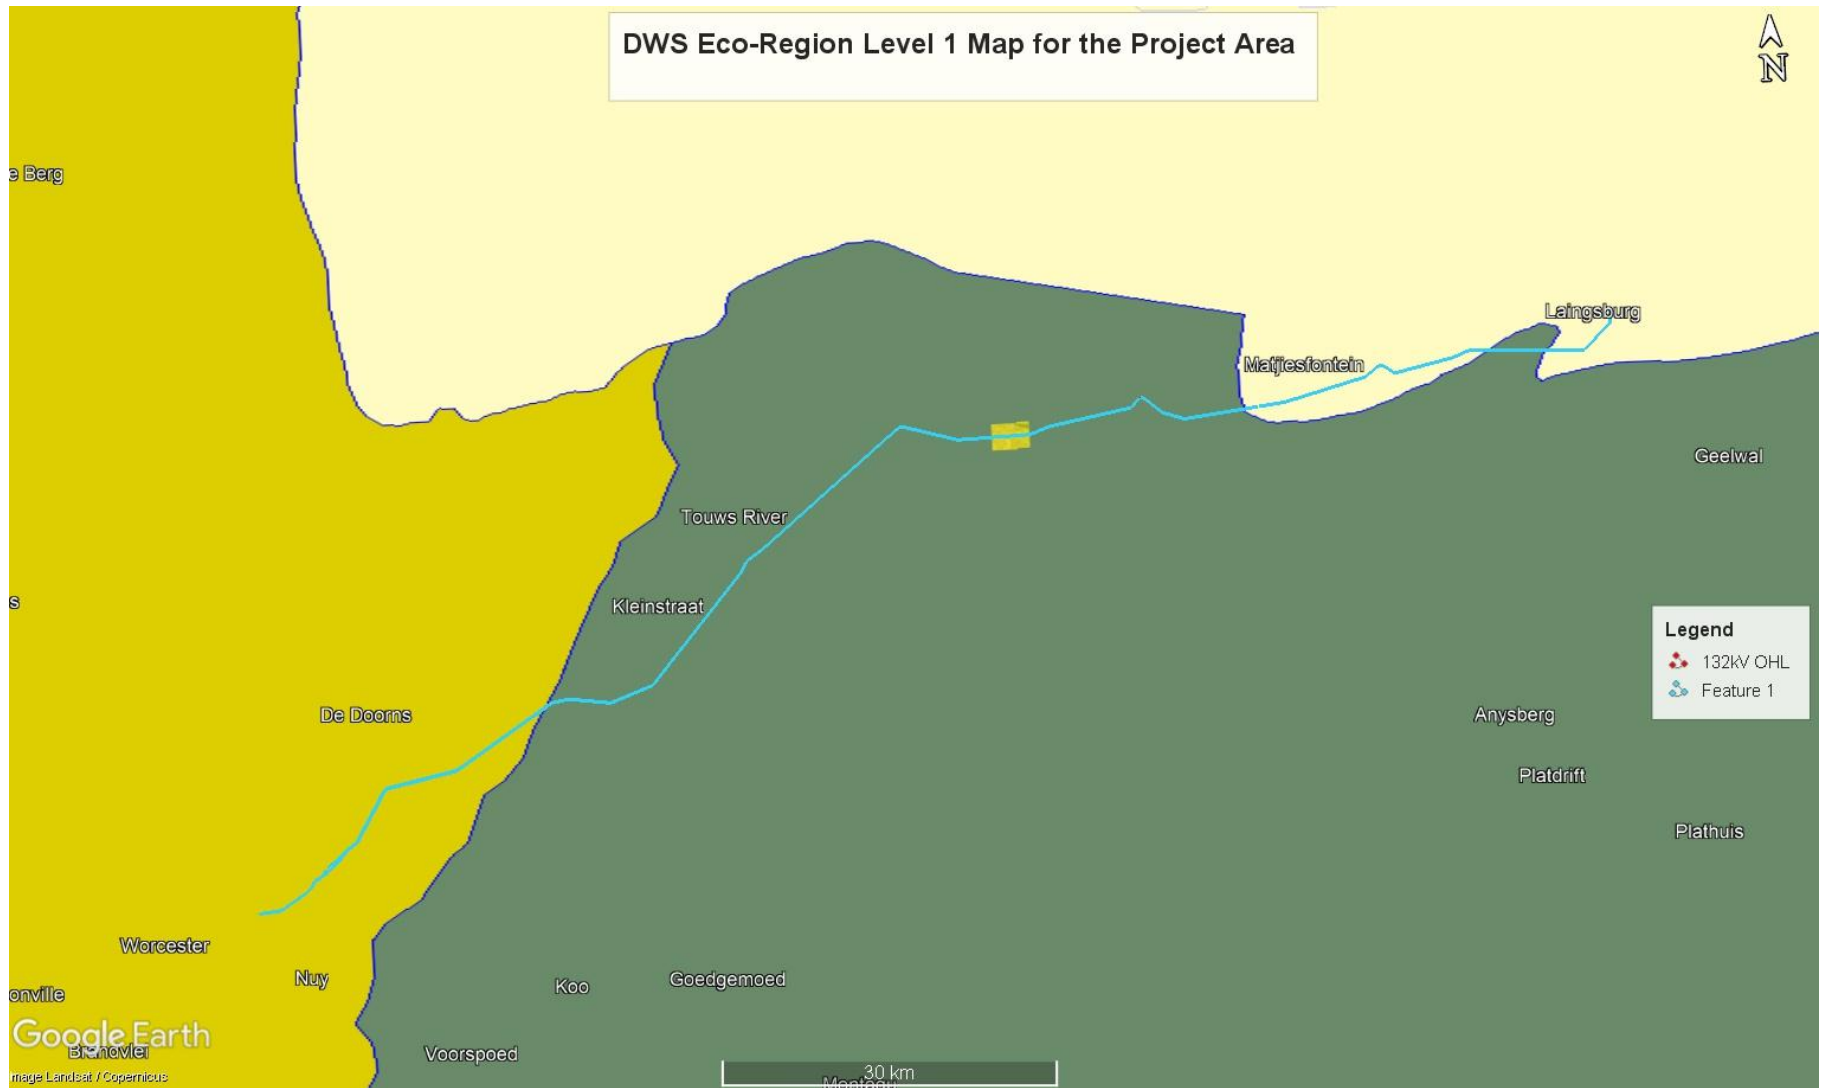 DWS Eco-Region Level 1 Map for the Project Area
N
e Berg
Laingsburg
Matjiesfontein
Geelwal
Touws River
s
Kleinstraat
Legend
132kV OHL
Feature 1
De Doorns
Anysberg
Platdrift
Plathuis
Worcester
Nuy
Koo
Goedgemoed
onville
Google Earth
Brandvlei
Voorspoed
30 km
mage Landsat / Copernicus